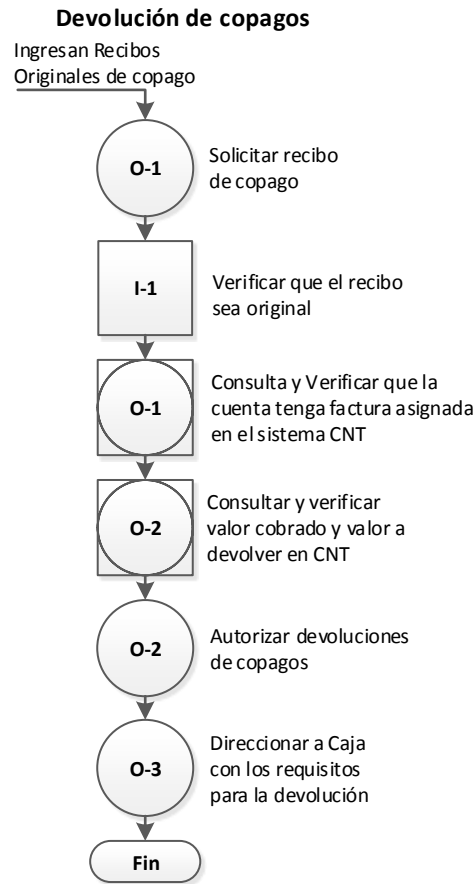 Devolución de copagos
Ingresan Recibos
Originales de copago
O-1
Solicitar recibo
de copago
I-1
Verificar que el recibo
sea original
O-1
Consulta y Verificar que la
cuenta tenga factura asignada
en el sistema CNT
O-2
Consultar y verificar
valor cobrado y valor a
devolver en CNT
O-2
Autorizar devoluciones
de copagos
O-3
Direccionar a Caja
con los requisitos
para la devolución
Fin